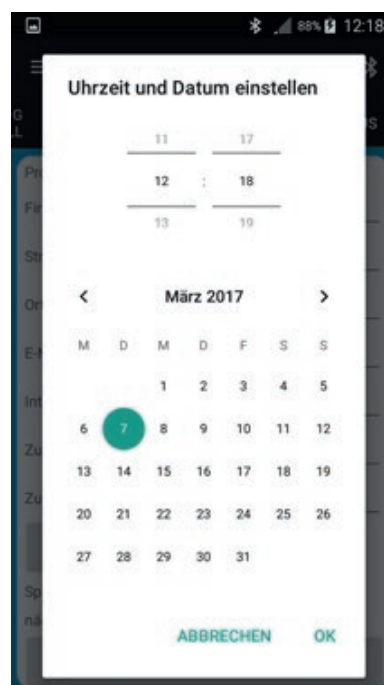 88% 12:18
Uhrzeit und Datum einstellen
11 17
12 : 18
13 19
< März 2017 >
M D M D F S S
1 2 3 4 5
6 7 8 9 10 11 12
13 14 15 16 17 18 19
20 21 22 23 24 25 26
27 28 29 30 31
ABBRECHEN OK